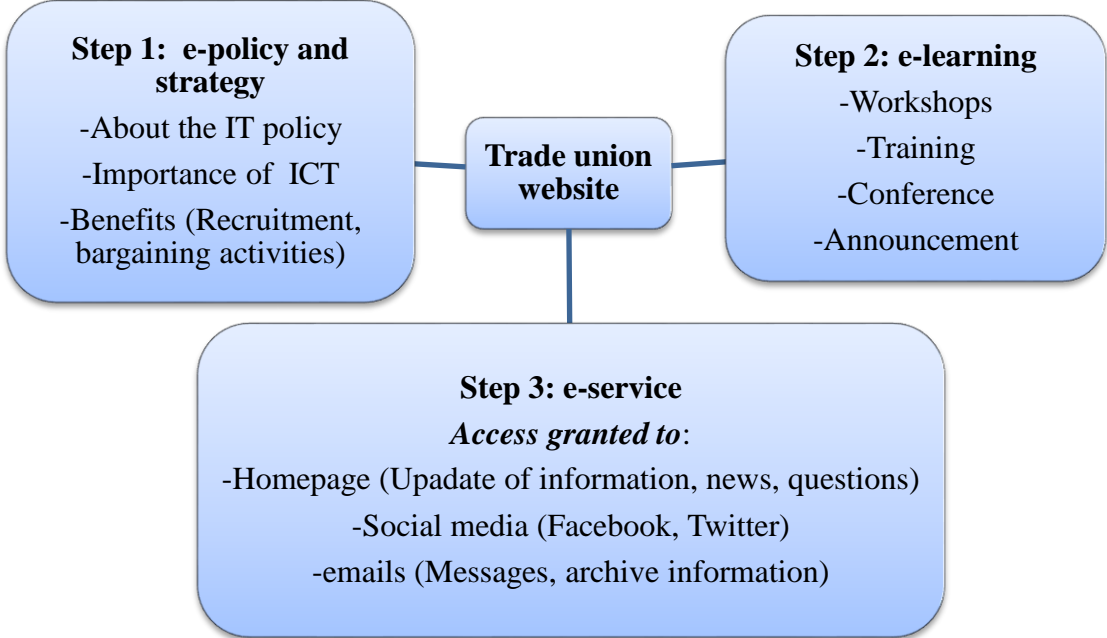 Step 1:  e-policy and
strategy
-About the IT policy
-Importance of  ICT
-Benefits (Recruitment,
bargaining activities)
Trade union
website
Step 2: e-learning
-Workshops
-Training
-Conference
-Announcement
Step 3: e-service
Access granted to:
-Homepage (Upadate of information, news, questions)
-Social media (Facebook, Twitter)
-emails (Messages, archive information)